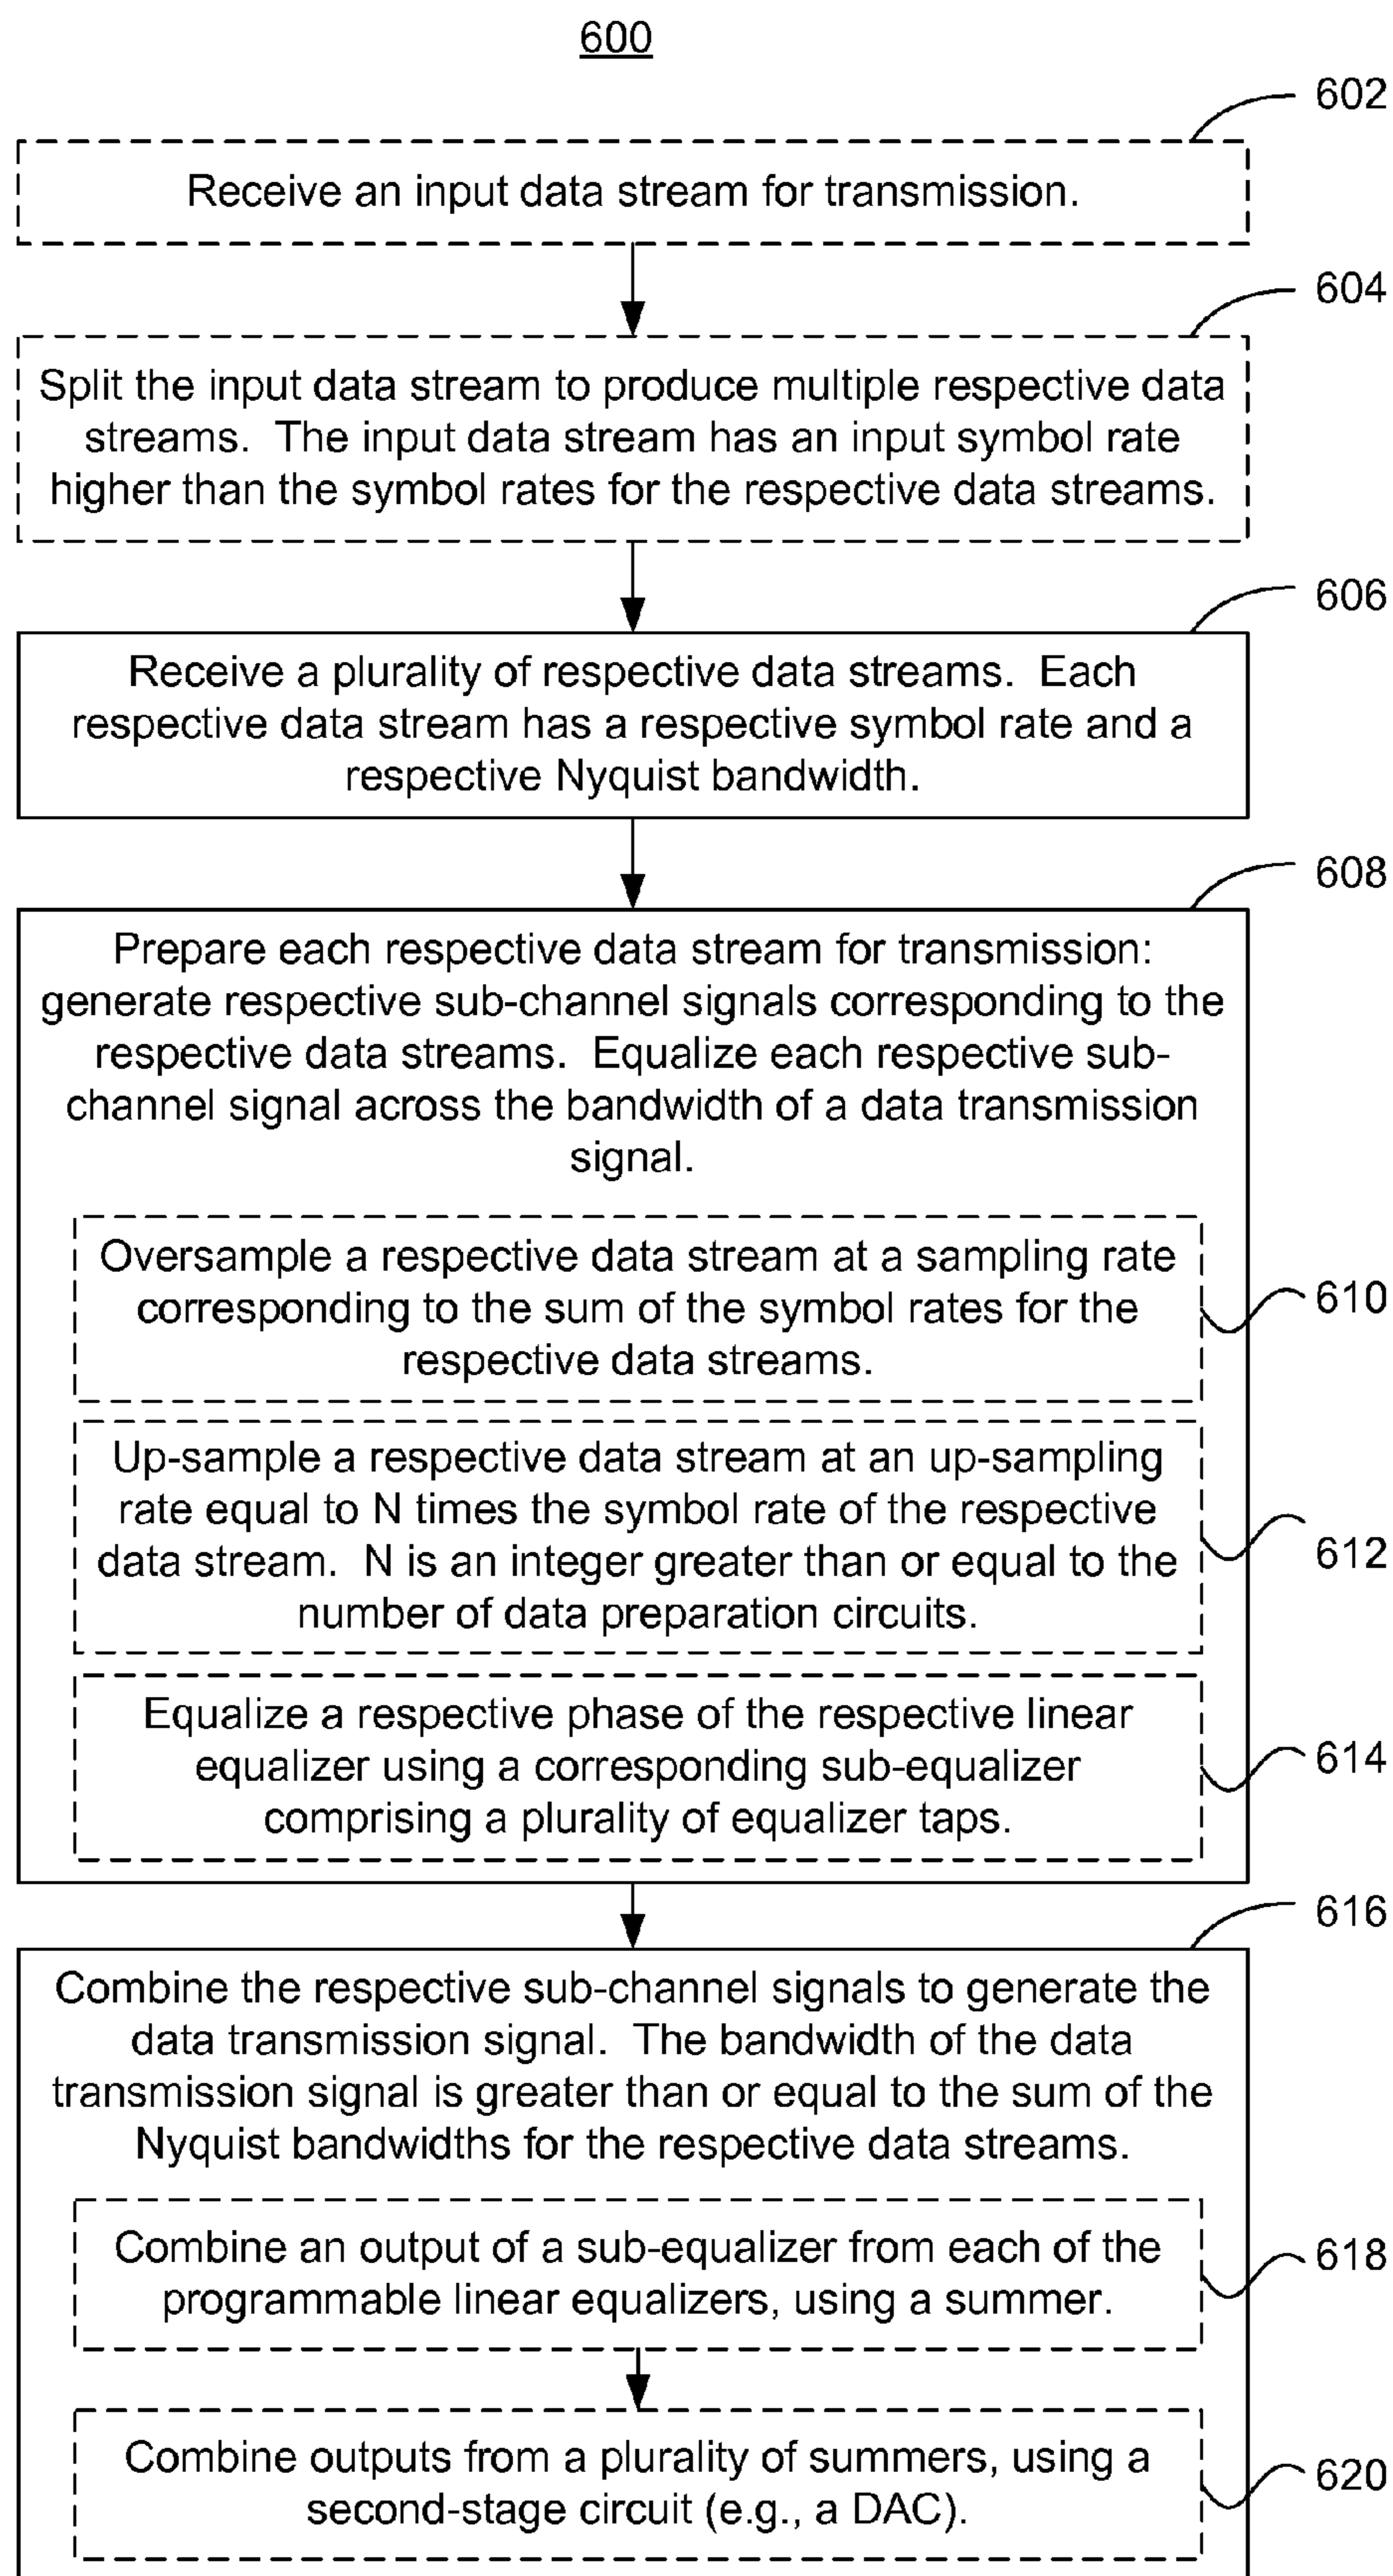 600
602
Receive an input data stream for transmission.
604
Split the input data stream to produce multiple respective data
streams.  The input data stream has an input symbol rate
higher than the symbol rates for the respective data streams.
606
Receive a plurality of respective data streams.  Each
respective data stream has a respective symbol rate and a
respective Nyquist bandwidth.
608
Prepare each respective data stream for transmission:
generate respective sub-channel signals corresponding to the
respective data streams.  Equalize each respective sub-
channel signal across the bandwidth of a data transmission
signal.
Oversample a respective data stream at a sampling rate
corresponding to the sum of the symbol rates for the
respective data streams.
610
Up-sample a respective data stream at an up-sampling
rate equal to N times the symbol rate of the respective
data stream.  N is an integer greater than or equal to the
number of data preparation circuits.
612
Equalize a respective phase of the respective linear
equalizer using a corresponding sub-equalizer
comprising a plurality of equalizer taps.
614
616
Combine the respective sub-channel signals to generate the
data transmission signal.  The bandwidth of the data
transmission signal is greater than or equal to the sum of the
Nyquist bandwidths for the respective data streams.
Combine an output of a sub-equalizer from each of the
programmable linear equalizers, using a summer.
618
Combine outputs from a plurality of summers, using a
second-stage circuit (e.g., a DAC).
620